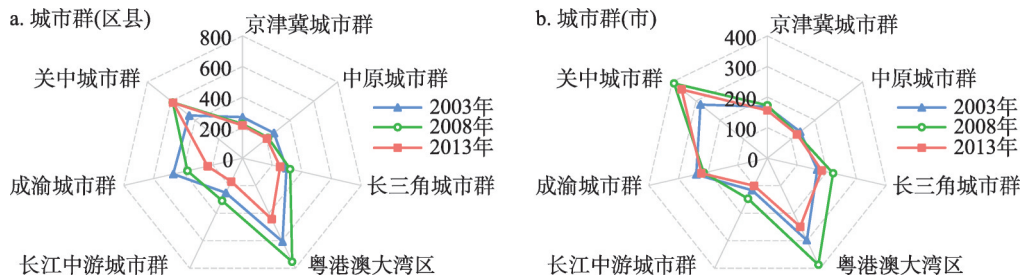 a. 城市群(区县)
800
600
400
200
0
京津冀城市群
中原城市群
长三角城市群
粤港澳大湾区
长江中游城市群
成渝城市群
关中城市群
2003年
2008年
2013年
b. 城市群(市)
400
300
200
100
0
京津冀城市群
中原城市群
长三角城市群
粤港澳大湾区
长江中游城市群
成渝城市群
关中城市群
2003年
2008年
2013年